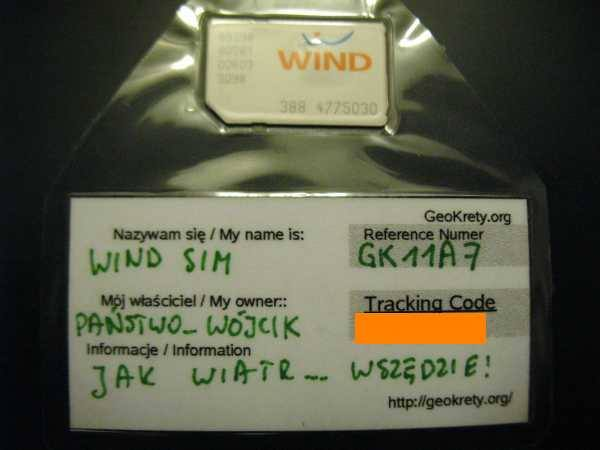 WIND
388 4775030
GeoKrety.org
Nazywam się / My name is:
WIND SIM
Reference Numer
GK11A7
Mój właściciel / My owner::
PAŃSTWO_WÓJCIK
Tracking Code
Informacje / Information
JAK WIATR... WSZĘDZIE!
http://geokrety.org/